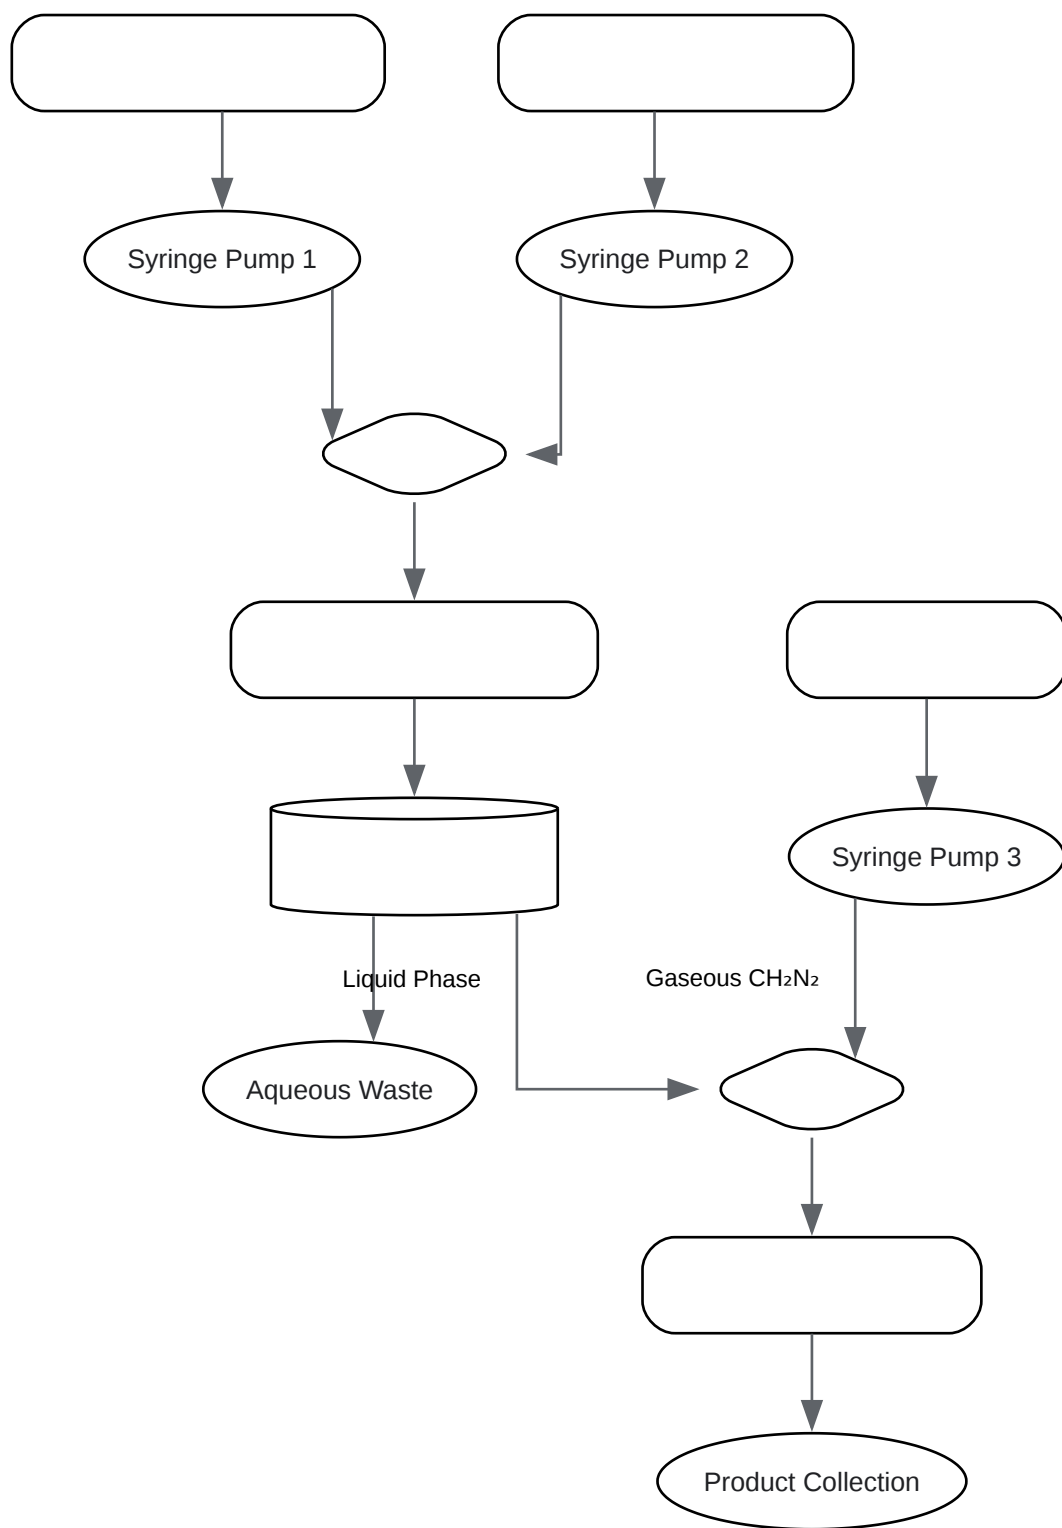 Syringe Pump 1
Syringe Pump 2
Syringe Pump 3
Liquid Phase
Gaseous CH₂N₂
Aqueous Waste
Product Collection